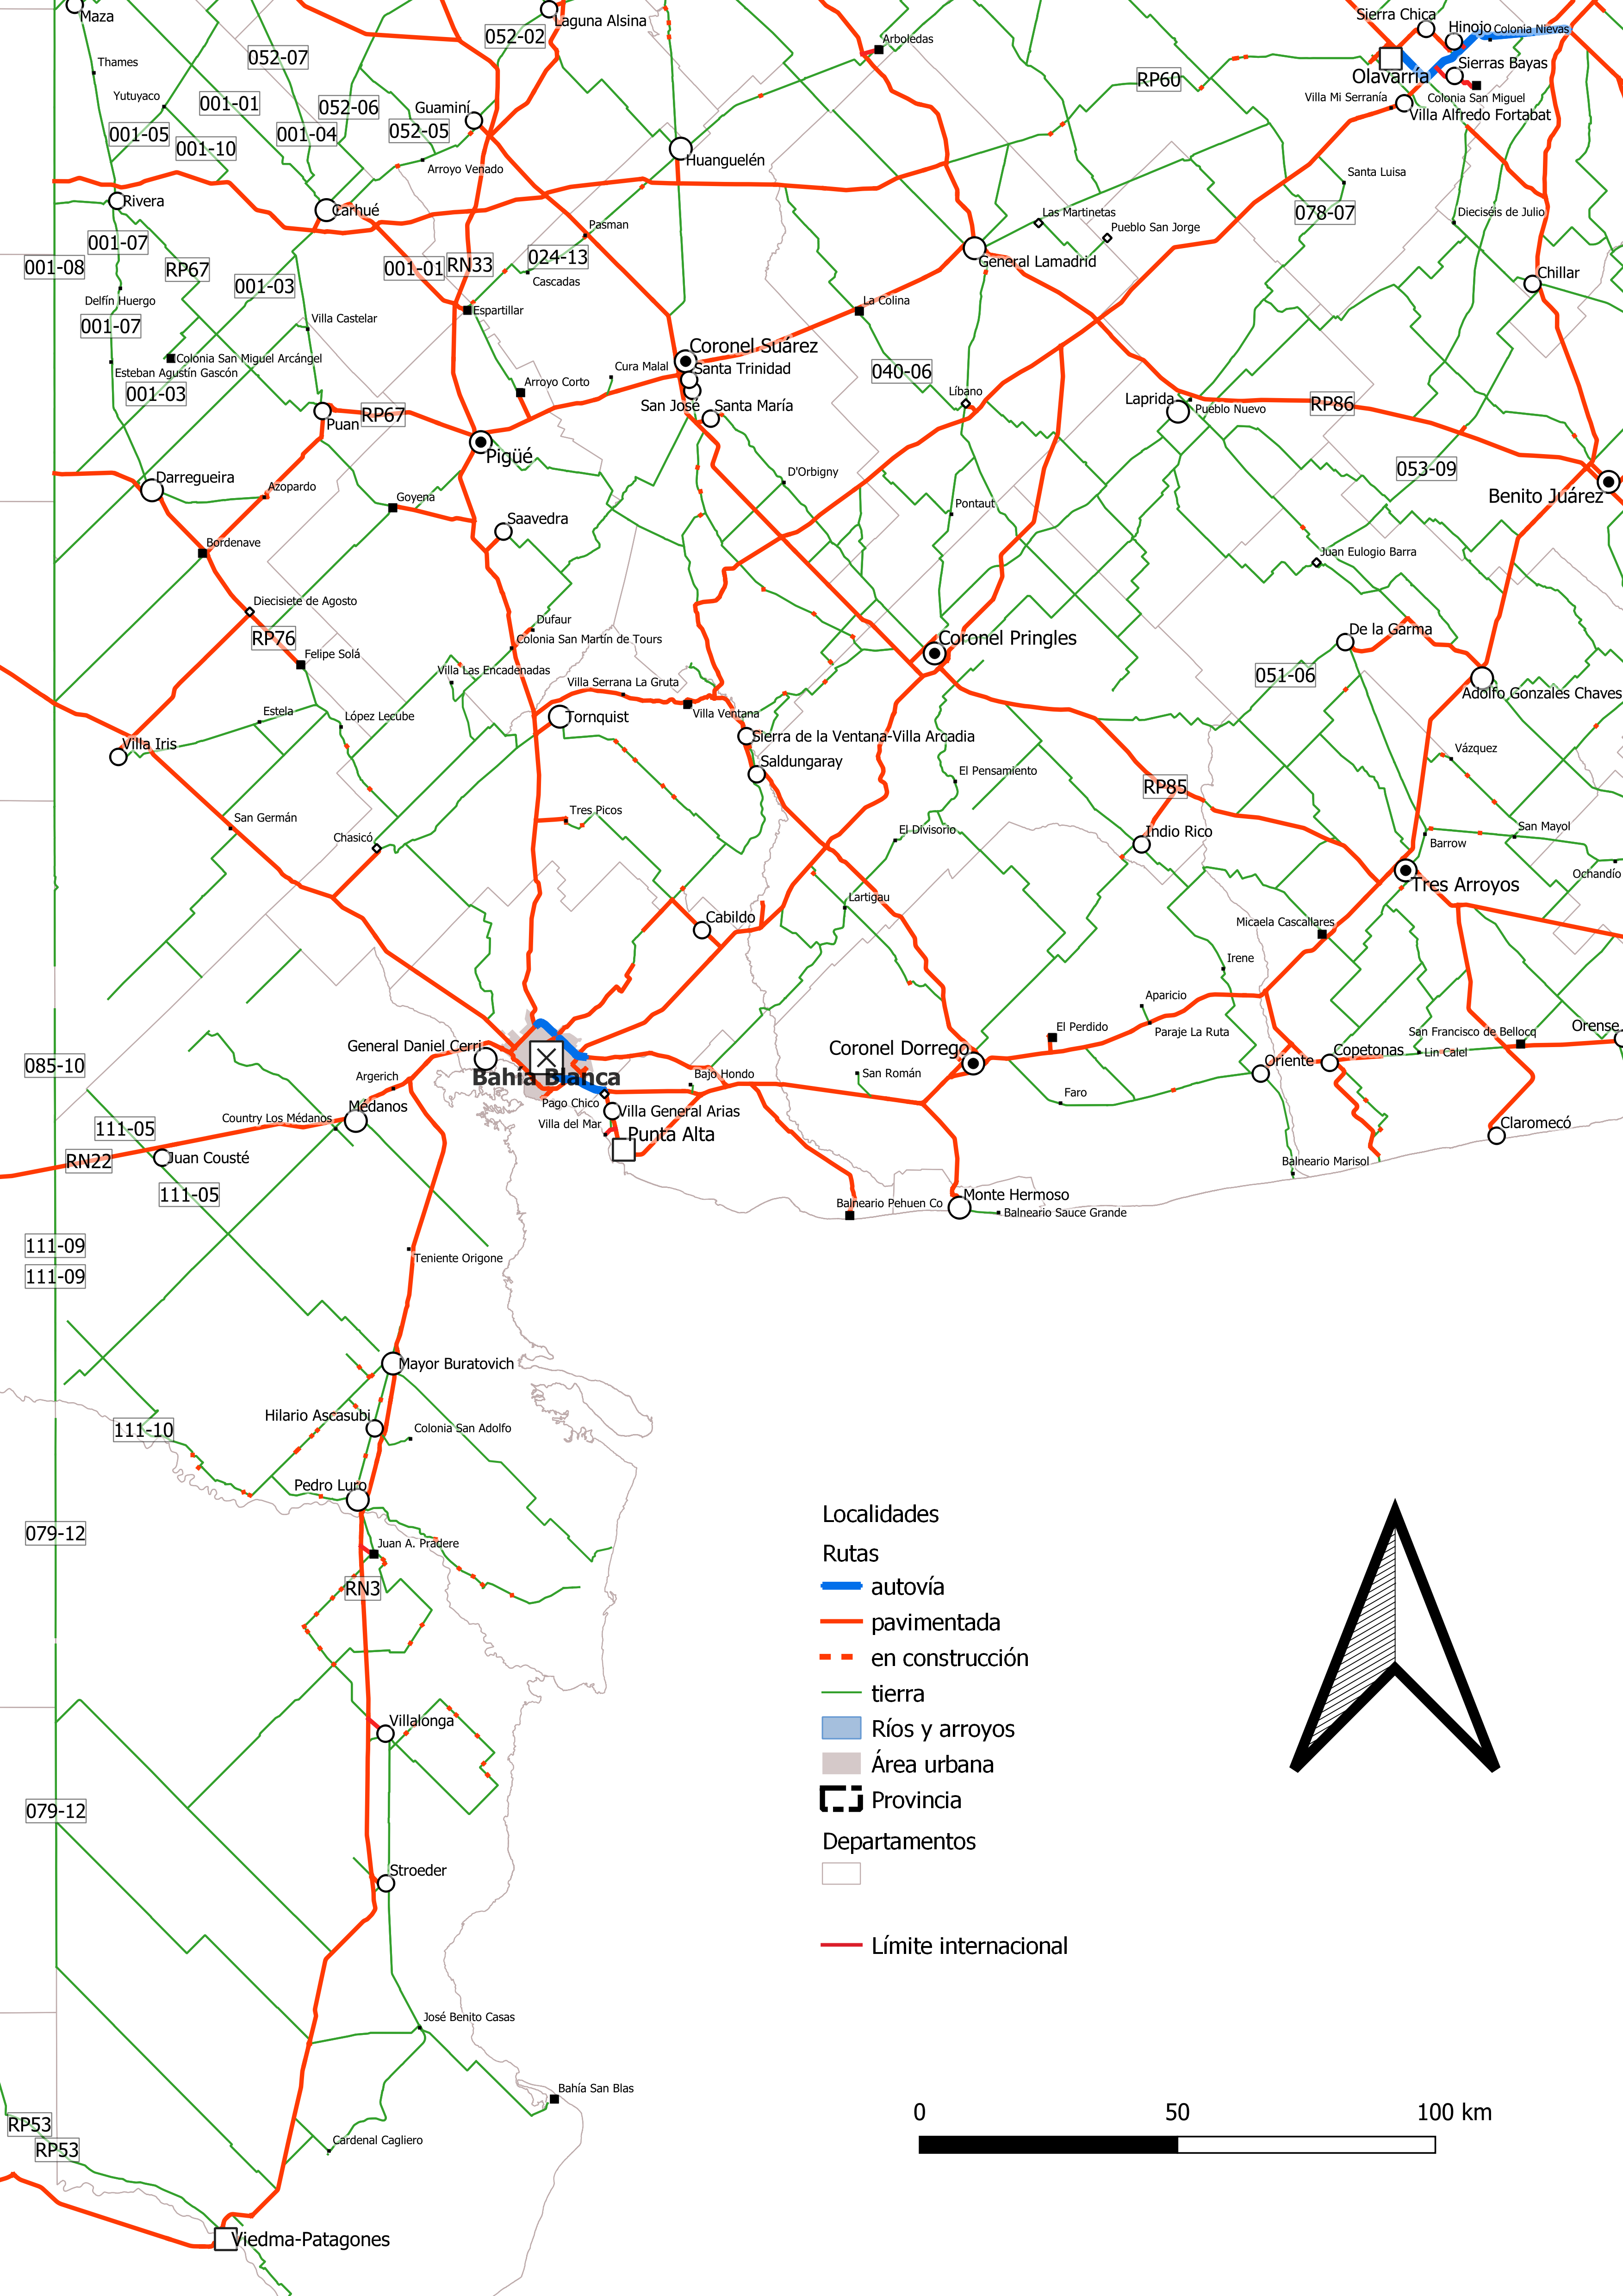 Maza
Laguna Alsina
Sierra Chica
Hinojo
Colonia Nievas
052-02
Arboledas
052-07
Thames
RP60
Sierras Bayas
Olavarría
Yutuyaco
001-01
052-06
Guaminí
Villa Mi Serranía
Colonia San Miguel
Villa Alfredo Fortabat
001-05
001-04
052-05
001-10
Huanguelén
Arroyo Venado
Santa Luisa
Rivera
Carhué
Las Martinetas
078-07
Dieciséis de Julio
Pasman
Pueblo San Jorge
001-07
024-13
General Lamadrid
001-08
RP67
001-01
RN33
Chillar
001-03
Cascadas
Delfín Huergo
La Colina
Espartillar
001-07
Villa Castelar
Coronel Suárez
Colonia San Miguel Arcángel
Cura Malal
Santa Trinidad
Esteban Agustín Gascón
040-06
Arroyo Corto
001-03
Líbano
Laprida
San José
Santa María
RP86
Pueblo Nuevo
RP67
Puan
Pigüé
053-09
D'Orbigny
Darregueira
Azopardo
Benito Juárez
Goyena
Pontaut
Saavedra
Bordenave
Juan Eulogio Barra
Diecisiete de Agosto
Dufaur
De la Garma
RP76
Colonia San Martín de Tours
Coronel Pringles
Felipe Solá
Villa Las Encadenadas
051-06
Villa Serrana La Gruta
Adolfo Gonzales Chaves
Estela
López Lecube
Tornquist
Villa Ventana
Sierra de la Ventana-Villa Arcadia
Villa Iris
Vázquez
Saldungaray
El Pensamiento
RP85
Tres Picos
San Germán
San Mayol
Chasicó
El Divisorio
Indio Rico
Barrow
Ochandío
Tres Arroyos
Lartigau
Cabildo
Micaela Cascallares
Irene
Aparicio
El Perdido
Paraje La Ruta
Orense
San Francisco de Bellocq
General Daniel Cerri
Coronel Dorrego
Copetonas
Lin Calel
085-10
Oriente
Argerich
Bahía Blanca
Bajo Hondo
San Román
Faro
Médanos
Pago Chico
Villa General Arias
Country Los Médanos
Villa del Mar
Claromecó
111-05
Punta Alta
RN22
Juan Cousté
Balneario Marisol
111-05
Monte Hermoso
Balneario Pehuen Co
Balneario Sauce Grande
111-09
Teniente Origone
111-09
Mayor Buratovich
Hilario Ascasubi
111-10
Colonia San Adolfo
Pedro Luro
079-12
Juan A. Pradere
RN3
Villalonga
079-12
Stroeder
José Benito Casas
Bahía San Blas
RP53
Cardenal Cagliero
RP53
Viedma-Patagones
Localidades
Rutas
autovía
pavimentada
en construcción
tierra
Ríos y arroyos
Área urbana
Provincia
Departamentos
Límite internacional
0 50 100 km